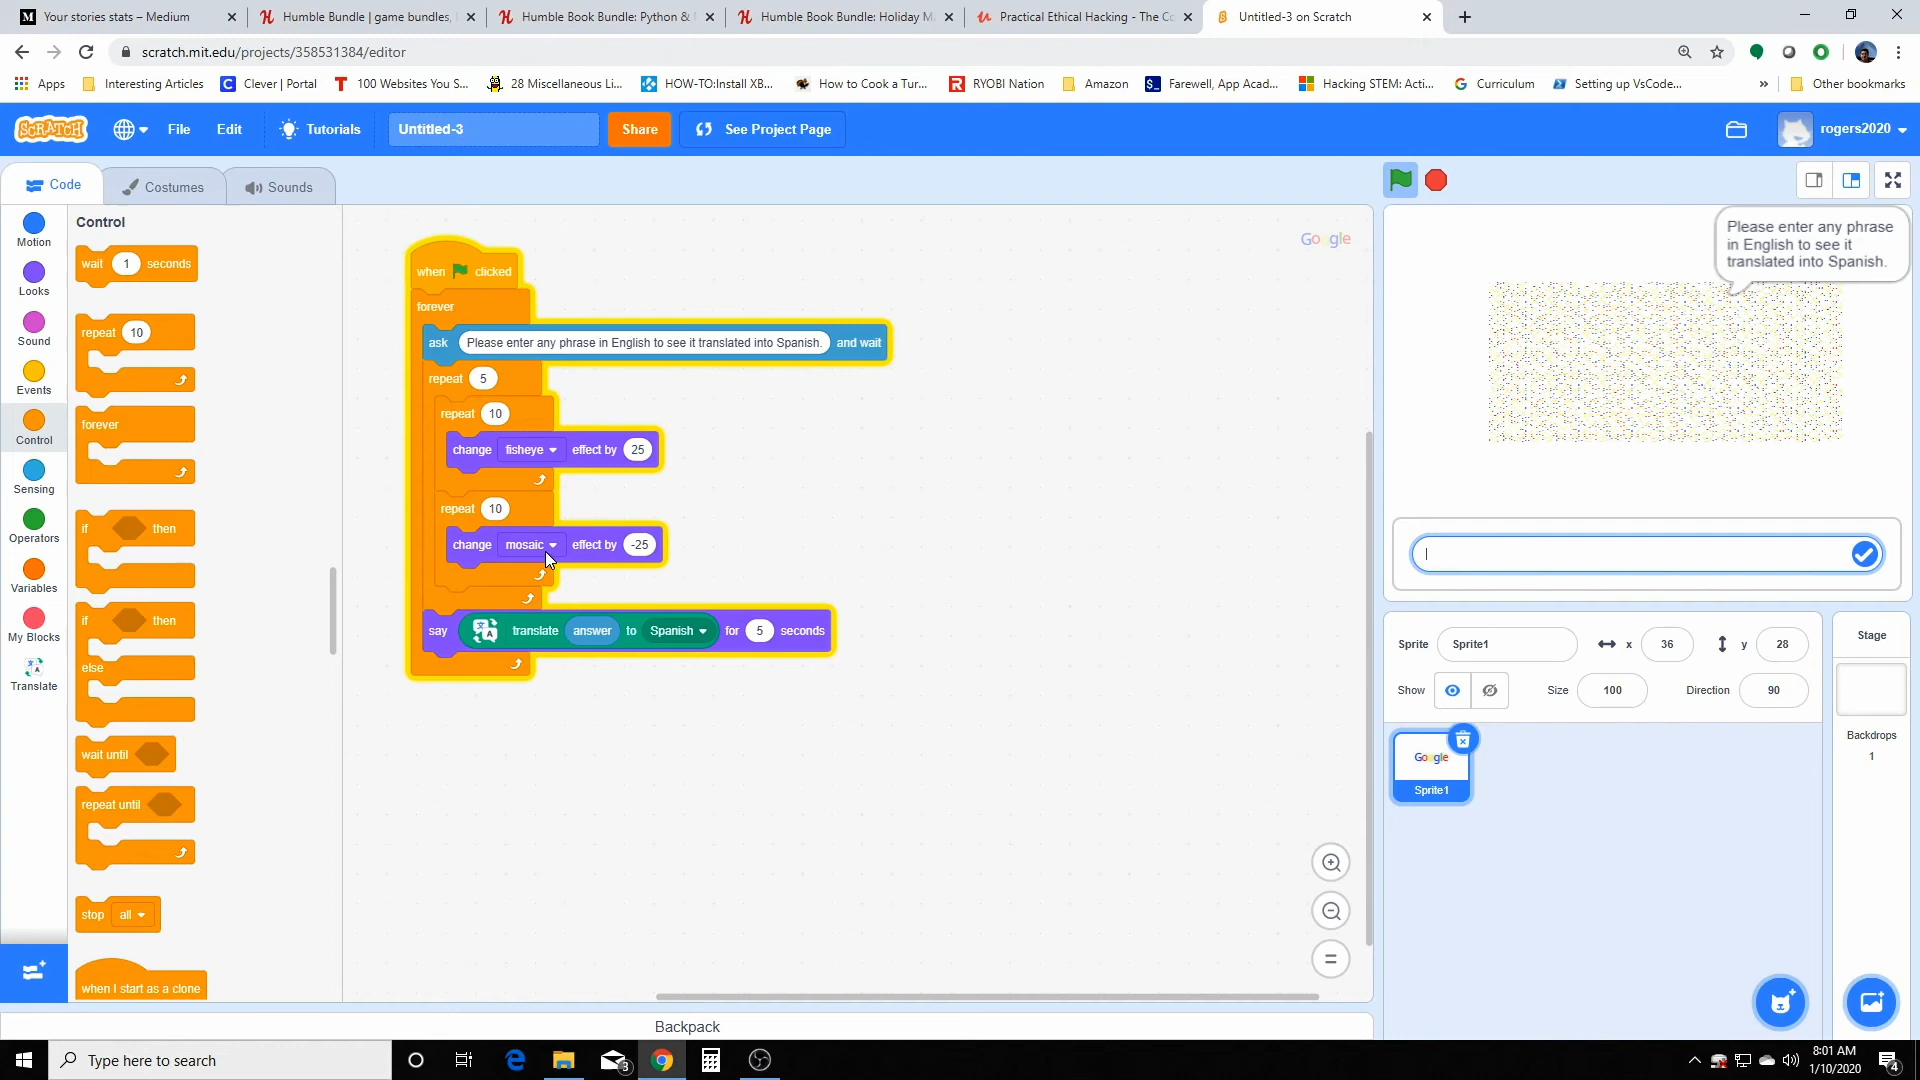 Your stories stats – Medium
Humble Bundle | game bundles,
Humble Book Bundle: Python &
Humble Book Bundle: Holiday M
Practical Ethical Hacking - The Co
Untitled-3 on Scratch
scratch.mit.edu/projects/358531384/editor
Apps
Interesting Articles
Clever | Portal
100 Websites You S...
28 Miscellaneous Li...
HOW-TO:Install XB...
How to Cook a Tur...
RYOBI Nation
Amazon
Farewell, App Acad...
Hacking STEM: Acti...
Curriculum
Setting up VsCode...
»
Other bookmarks
SCRATCH
File
Edit
Tutorials
Untitled-3
Share
See Project Page
rogers2020
Code
Costumes
Sounds
Motion
Looks
Sound
Events
Control
Sensing
Operators
Variables
My Blocks
Translate
Control
wait 1 seconds
repeat 10
forever
if then
if then
else
wait until
repeat until
stop all
when I start as a clone
when clicked
forever
ask Please enter any phrase in English to see it translated into Spanish. and wait
repeat 5
repeat 10
change fisheye effect by 25
repeat 10
change mosaic effect by -25
say translate answer to Spanish for 5 seconds
Google
Please enter any phrase
in English to see it
translated into Spanish.
Sprite Sprite1 x 36 y 28
Show Size 100 Direction 90
Google
Sprite1
Stage
Backdrops
1
Backpack
Type here to search
3
8:01 AM
1/10/2020
4